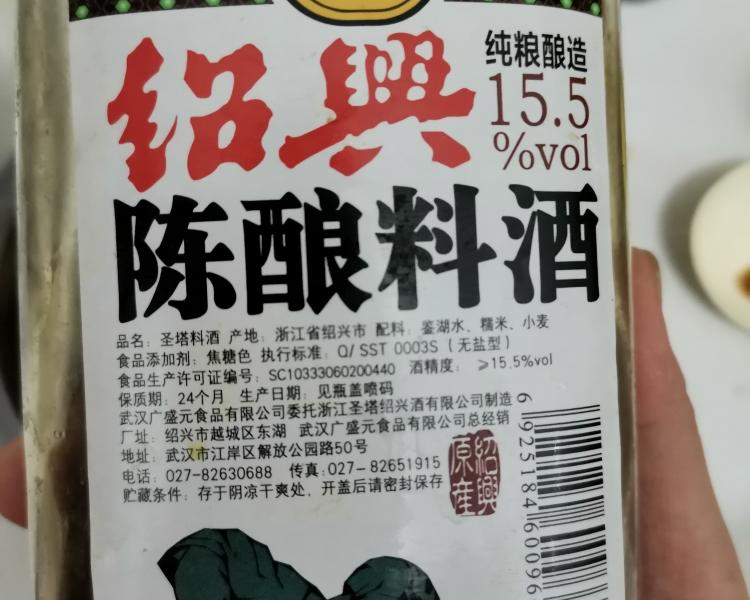 紹興
纯粮酿造
15.5
%vol
陈酿料酒
品名：圣塔料酒 产地：浙江省绍兴市 配料：鉴湖水、糯米、小麦
食品添加剂：焦糖色 执行标准：Q/SST 0003S（无盐型）
食品生产许可证编号：SC10333060200440 酒精度：≥15.5%vol
保质期：24个月 生产日期：见瓶盖喷码
武汉广盛元食品有限公司委托浙江圣塔绍兴酒有限公司制造
厂址：绍兴市越城区东湖 武汉广盛元食品有限公司总经销
地址：武汉市江岸区解放公园路50号
电话：027-82630688 传真：027-82651915
贮藏条件：存于阴凉干爽处，开盖后请密封保存
紹興
原産
6 925184 60096